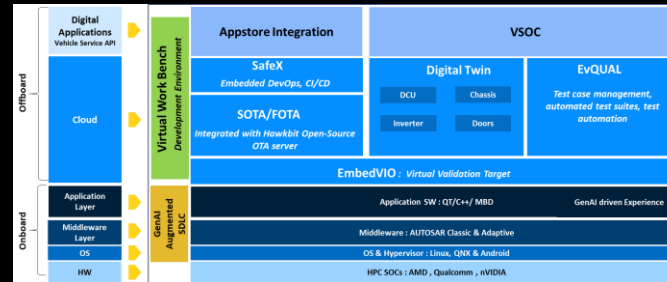 Digital
Applications
Vehicle Service API
Cloud
Application
Layer
Middleware
Layer
OS
HW
Offboard
Onboard
Virtual Work Bench
Development Environment
GenAI
Augmented
SDLC
Appstore Integration
VSOC
SafeX
Embedded DevOps, CI/CD
SOTA/FOTA
Integrated with Hawkbit Open-Source
OTA server
Digital Twin
DCU
Chassis
Inverter
Doors
EvQUAL
Test case management,
automated test suites, test
automation
EmbedVIO : Virtual Validation Target
Application SW : QT/C++/ MBD
GenAI driven Experience
Middleware : AUTOSAR Classic & Adaptive
OS & Hypervisor : Linux, QNX & Android
HPC SOCs : AMD , Qualcomm , nVIDIA